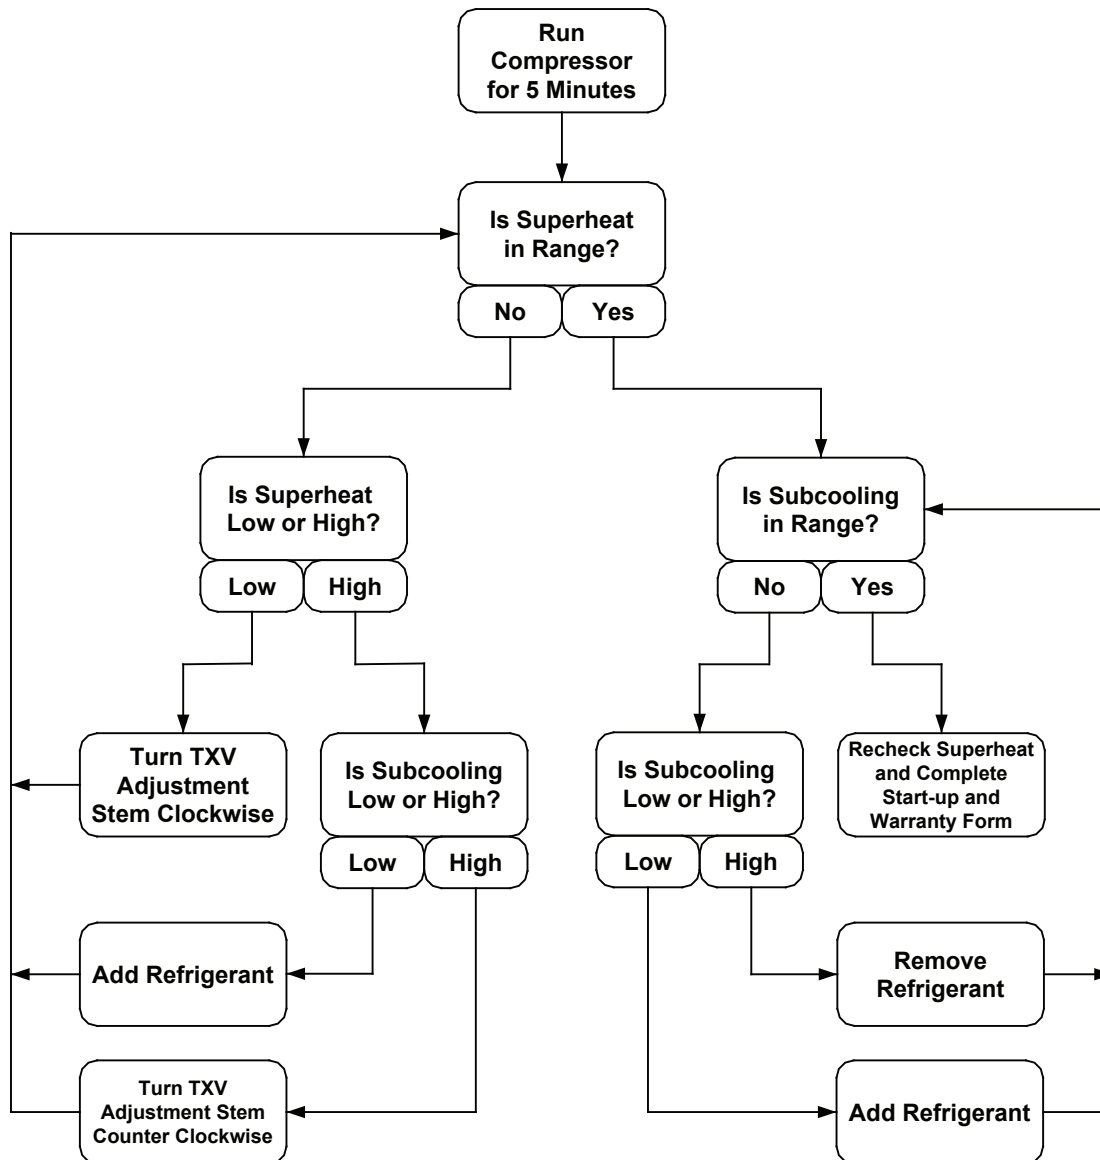 Run
Compressor
for 5 Minutes
Is Superheat
in Range?
No
Yes
Is Superheat
Low or High?
Low
High
Is Subcooling
in Range?
No
Yes
Turn TXV
Adjustment
Stem Clockwise
Is Subcooling
Low or High?
Low
High
Is Subcooling
Low or High?
Low
High
Recheck Superheat
and Complete
Start-up and
Warranty Form
Add Refrigerant
Remove
Refrigerant
Turn TXV
Adjustment Stem
Counter Clockwise
Add Refrigerant